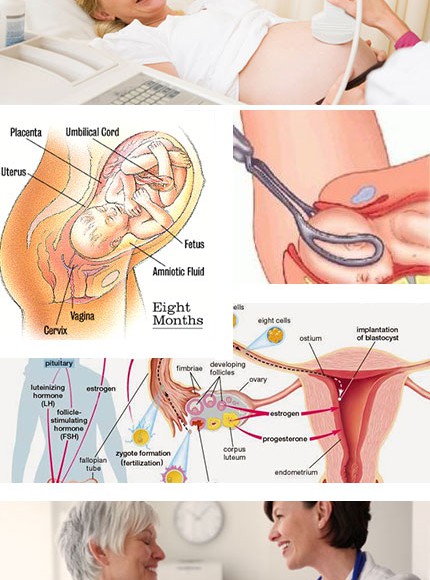 Placenta
Umbilical Cord
Uterus
Fetus
Amniotic Fluid
Vagina
Cervix
Eight
Months
eight cells
ostium
implantation
of blastocyst
pituitary
luteinizing
hormone
(LH)
estrogen
follicle-
stimulating
hormone
(FSH)
fallopian
tube
fimbriae
developing
follicles
ovary
zygote formation
(fertilization)
corpus
luteum
estrogen
progesterone
endometrium